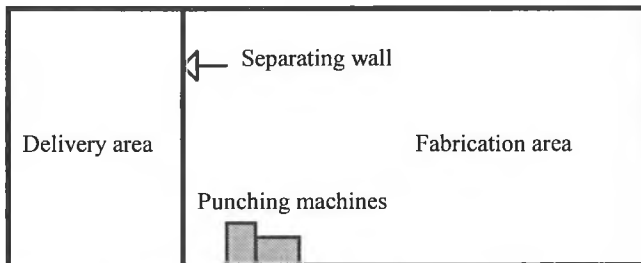 Separating wall
Delivery area
Fabrication area
Punching machines